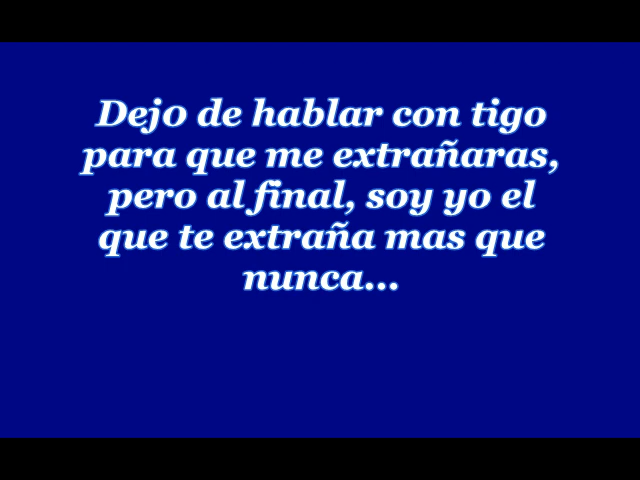 Dej0 de hablar con tigo
para que me extrañaras,
pero al final, soy yo el
que te extraña mas que
nunca...